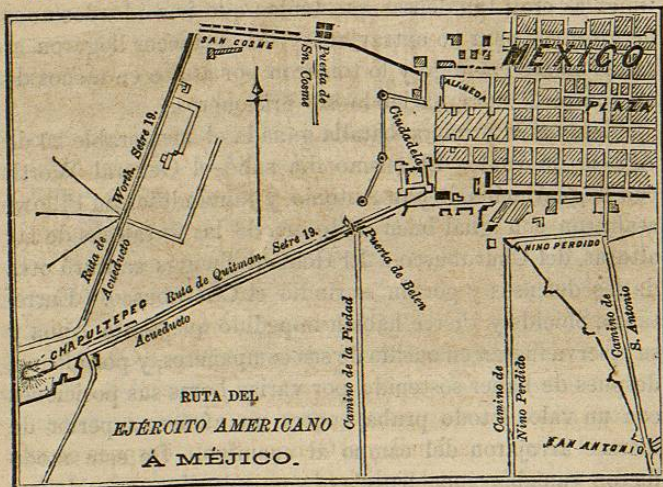 SAN COSME
Puerta de
Sn. Cosme
MEXICO
ALAMEDA
PLAZA
Ciudadela
Ruta de Worth. Setre 19.
Acueducto
Ruta de Quitman. Setre 19.
Acueducto
CHAPULTEPEC
Puerta de Belen
NINO PERDIDO
Camino de la Piedad
Camino de
Nino Perdido
Camino de
S. Antonio
SAN ANTONIO
RUTA DEL
EJÉRCITO AMERICANO
A MÉJICO.